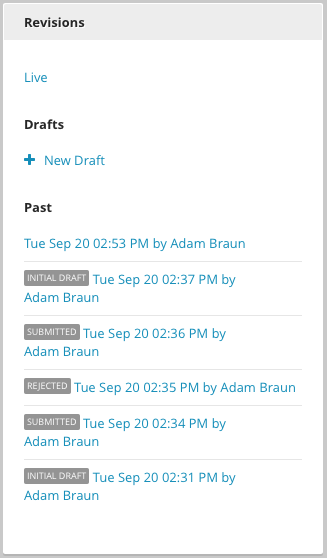 Revisions
Live
Drafts
New Draft
Past
Tue Sep 20 02:53 PM by Adam Braun
INITIAL DRAFT Tue Sep 20 02:37 PM by
Adam Braun
SUBMITTED Tue Sep 20 02:36 PM by
Adam Braun
REJECTED Tue Sep 20 02:35 PM by Adam Braun
SUBMITTED Tue Sep 20 02:34 PM by
Adam Braun
INITIAL DRAFT Tue Sep 20 02:31 PM by
Adam Braun